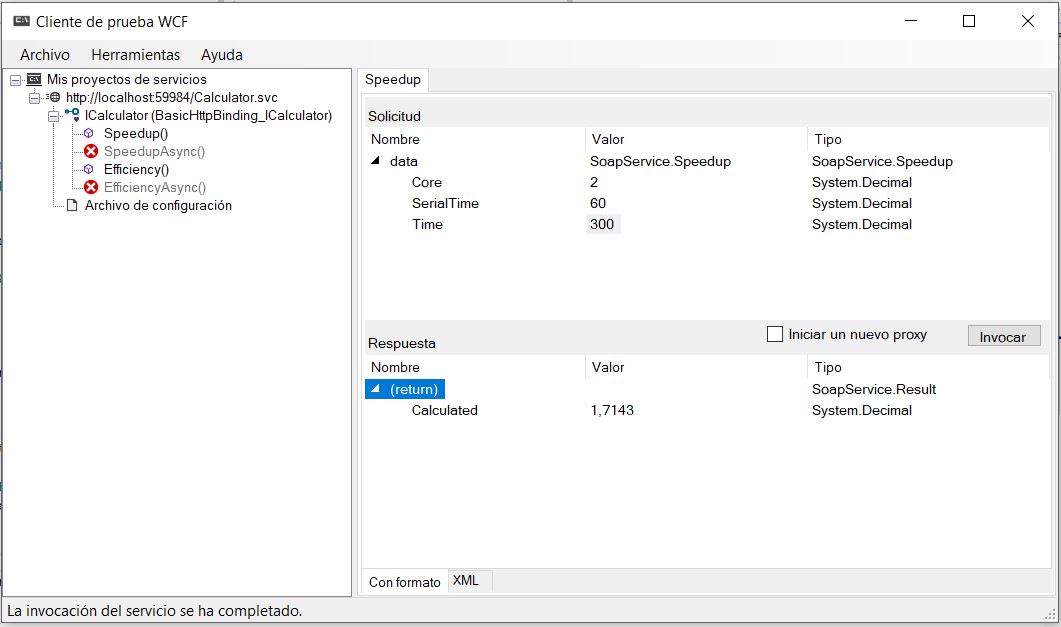 Cliente de prueba WCF
Archivo Herramientas Ayuda
Mis proyectos de servicios
http://localhost:59984/Calculator.svc
ICalculator (BasicHttpBinding_ICalculator)
Speedup()
SpeedupAsync()
Efficiency()
EfficiencyAsync()
Archivo de configuración
Speedup
Solicitud
Nombre Valor Tipo
data SoapService.Speedup SoapService.Speedup
Core 2 System.Decimal
SerialTime 60 System.Decimal
Time 300 System.Decimal
Respuesta Iniciar un nuevo proxy Invocar
Nombre Valor Tipo
(return) SoapService.Result
Calculated 1,7143 System.Decimal
Con formato XML
La invocación del servicio se ha completado.